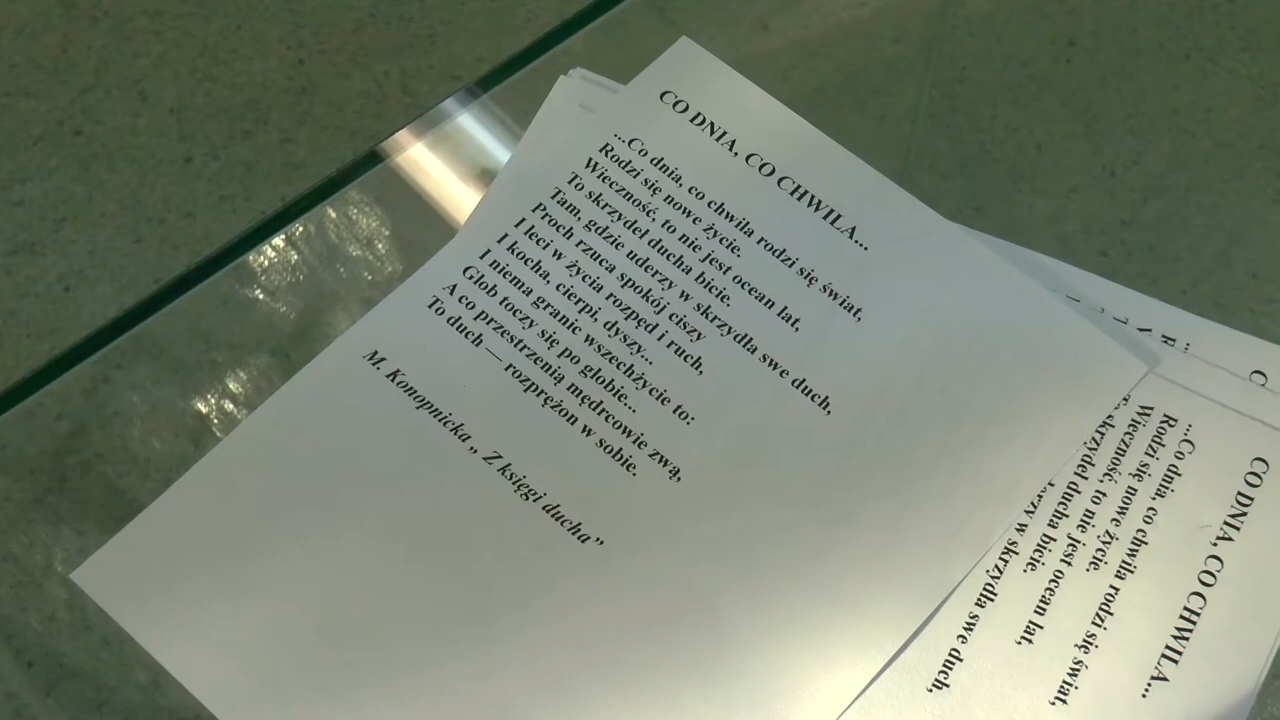 CO DNIA, CO CHWILA...
...Co dnia, co chwila rodzi się świat,
Rodzi się nowe życie.
Wieczność, to nie jest ocean lat,
To skrzydeł ducha bicie.
Tam, gdzie uderzy w skrzydła swe duch,
Proch rzuca spokój ciszy
I leci w życia rozpęd i ruch,
I kocha, cierpi, dyszy...
I niema granic wszechżycie to:
Glob toczy się po globie...
A co przestrzenią mędrcowie zwą,
To duch — rozprężon w sobie.
M. Konopnicka „ Z księgi ducha”
CO DNIA, CO CHWILA...
...Co dnia, co chwila rodzi się świat,
Rodzi się nowe życie.
Wieczność, to nie jest ocean lat,
skrzydeł ducha bicie.
w skrzydła swe duch,